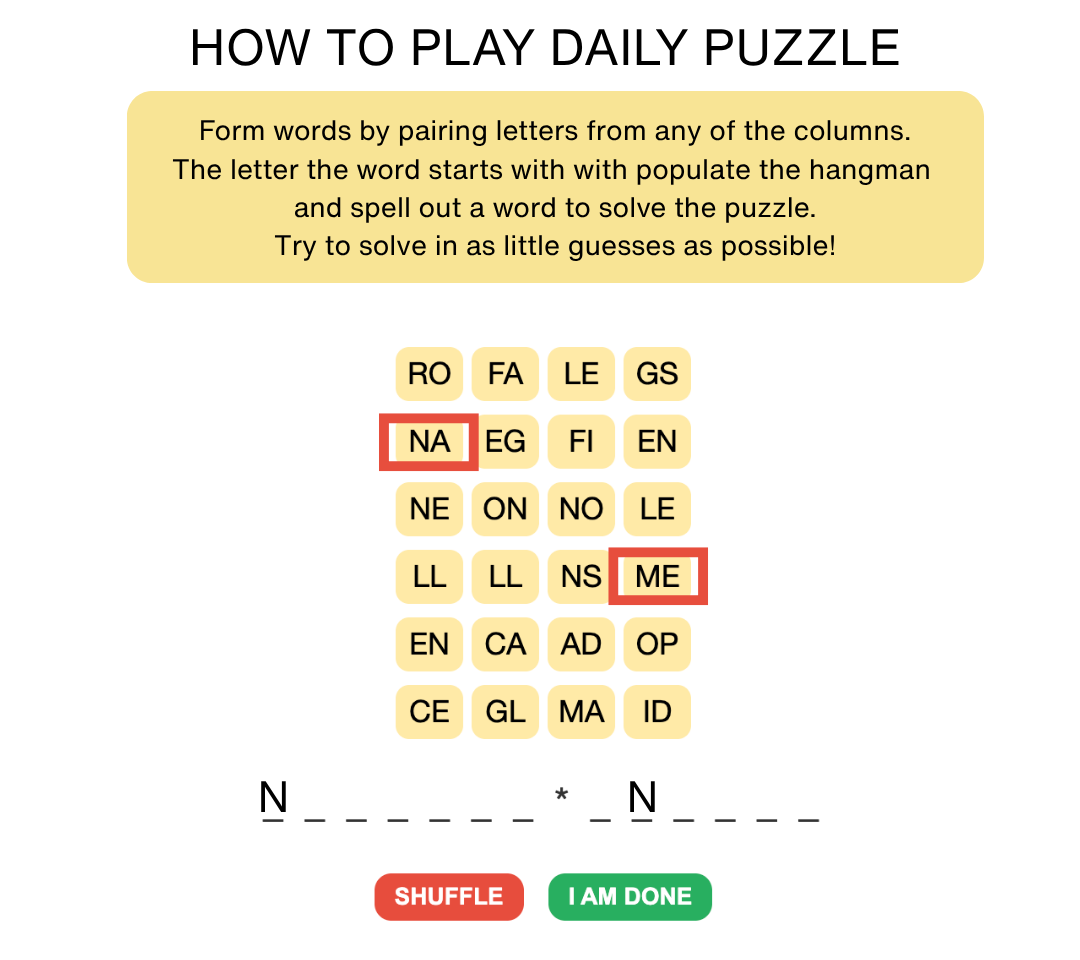 HOW TO PLAY DAILY PUZZLE
Form words by pairing letters from any of the columns.
The letter the word starts with with populate the hangman
and spell out a word to solve the puzzle.
Try to solve in as little guesses as possible!
RO FA LE GS
NA EG FI EN
NE ON NO LE
LL LL NS ME
EN CA AD OP
CE GL MA ID
N _ _ _ _ _ _ * _ N _ _ _ _
SHUFFLE I AM DONE